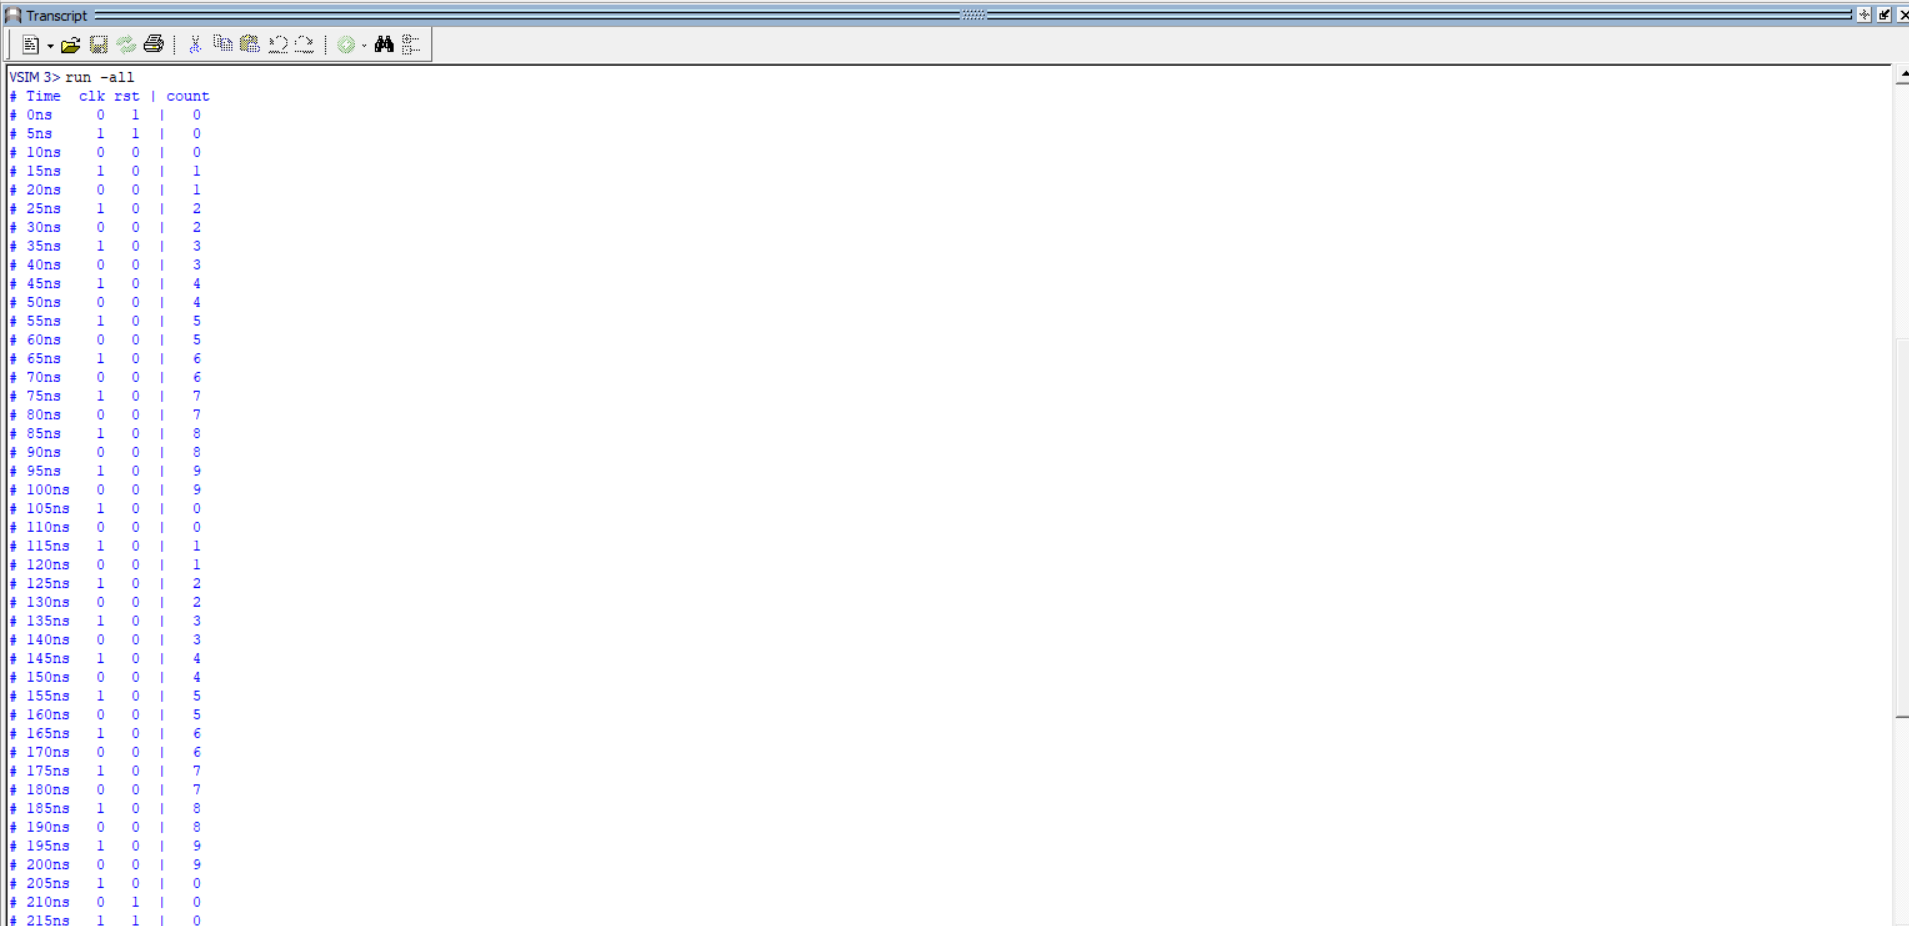 Transcript
VSIM 3> run -all
# Time  clk rst | count
# 0ns     0   1  |   0
# 5ns     1   1  |   0
# 10ns    0   0  |   0
# 15ns    1   0  |   1
# 20ns    0   0  |   1
# 25ns    1   0  |   2
# 30ns    0   0  |   2
# 35ns    1   0  |   3
# 40ns    0   0  |   3
# 45ns    1   0  |   4
# 50ns    0   0  |   4
# 55ns    1   0  |   5
# 60ns    0   0  |   5
# 65ns    1   0  |   6
# 70ns    0   0  |   6
# 75ns    1   0  |   7
# 80ns    0   0  |   7
# 85ns    1   0  |   8
# 90ns    0   0  |   8
# 95ns    1   0  |   9
# 100ns   0   0  |   9
# 105ns   1   0  |   0
# 110ns   0   0  |   0
# 115ns   1   0  |   1
# 120ns   0   0  |   1
# 125ns   1   0  |   2
# 130ns   0   0  |   2
# 135ns   1   0  |   3
# 140ns   0   0  |   3
# 145ns   1   0  |   4
# 150ns   0   0  |   4
# 155ns   1   0  |   5
# 160ns   0   0  |   5
# 165ns   1   0  |   6
# 170ns   0   0  |   6
# 175ns   1   0  |   7
# 180ns   0   0  |   7
# 185ns   1   0  |   8
# 190ns   0   0  |   8
# 195ns   1   0  |   9
# 200ns   0   0  |   9
# 205ns   1   0  |   0
# 210ns   0   1  |   0
# 215ns   1   1  |   0